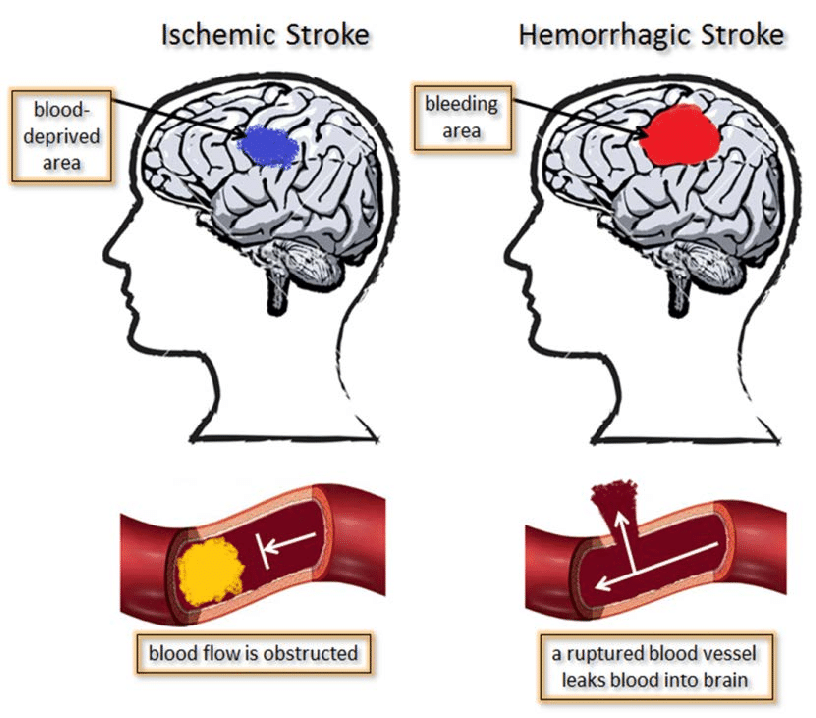 Ischemic Stroke
Hemorrhagic Stroke
blood-
deprived
area
bleeding
area
blood flow is obstructed
a ruptured blood vessel
leaks blood into brain